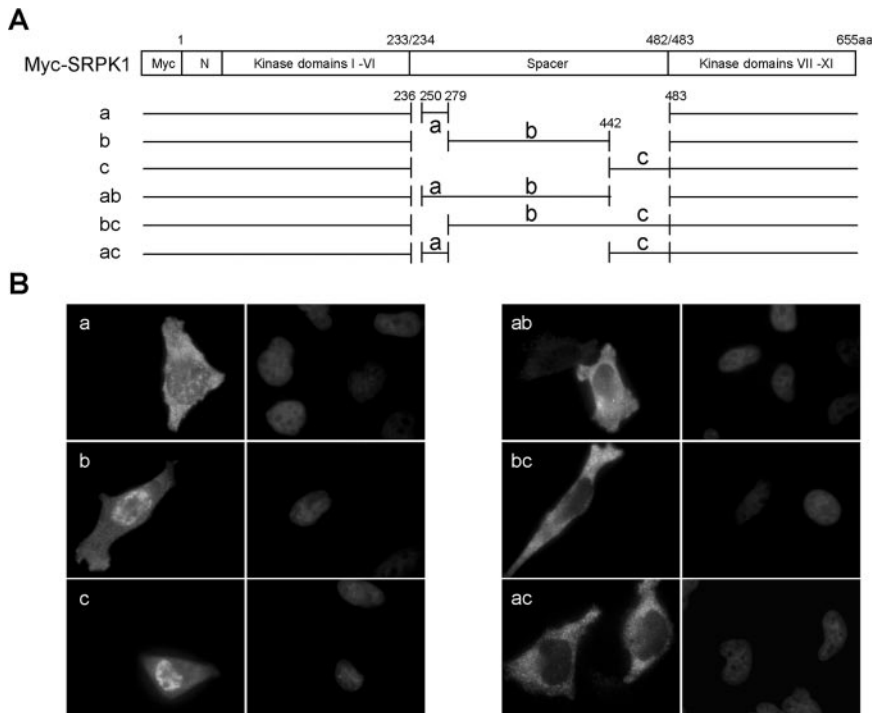 A
1 233/234 482/483 655aa
Myc-SRPK1 Myc N Kinase domains I -VI Spacer Kinase domains VII -XI
236 250 279 483
a a
442
b b
c c
ab a b
bc b c
ac a c
B
a ab
b bc
c ac